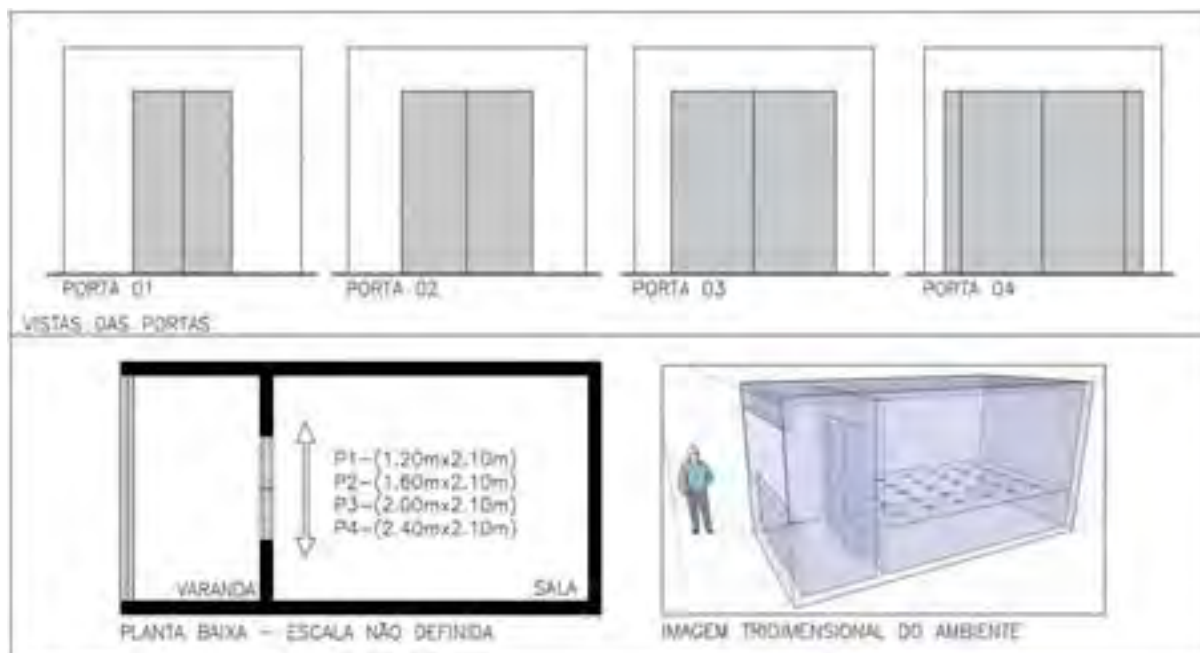 PORTA 01
PORTA 02
PORTA 03
PORTA 04
VISTAS DAS PORTAS
P1-(1.20mx2.10m)
P2-(1.60mx2.10m)
P3-(2.00mx2.10m)
P4-(2.40mx2.10m)
VARANDA
SALA
PLANTA BAIXA - ESCALA NÃO DEFINIDA
IMAGEM TRIDIMENSIONAL DO AMBIENTE